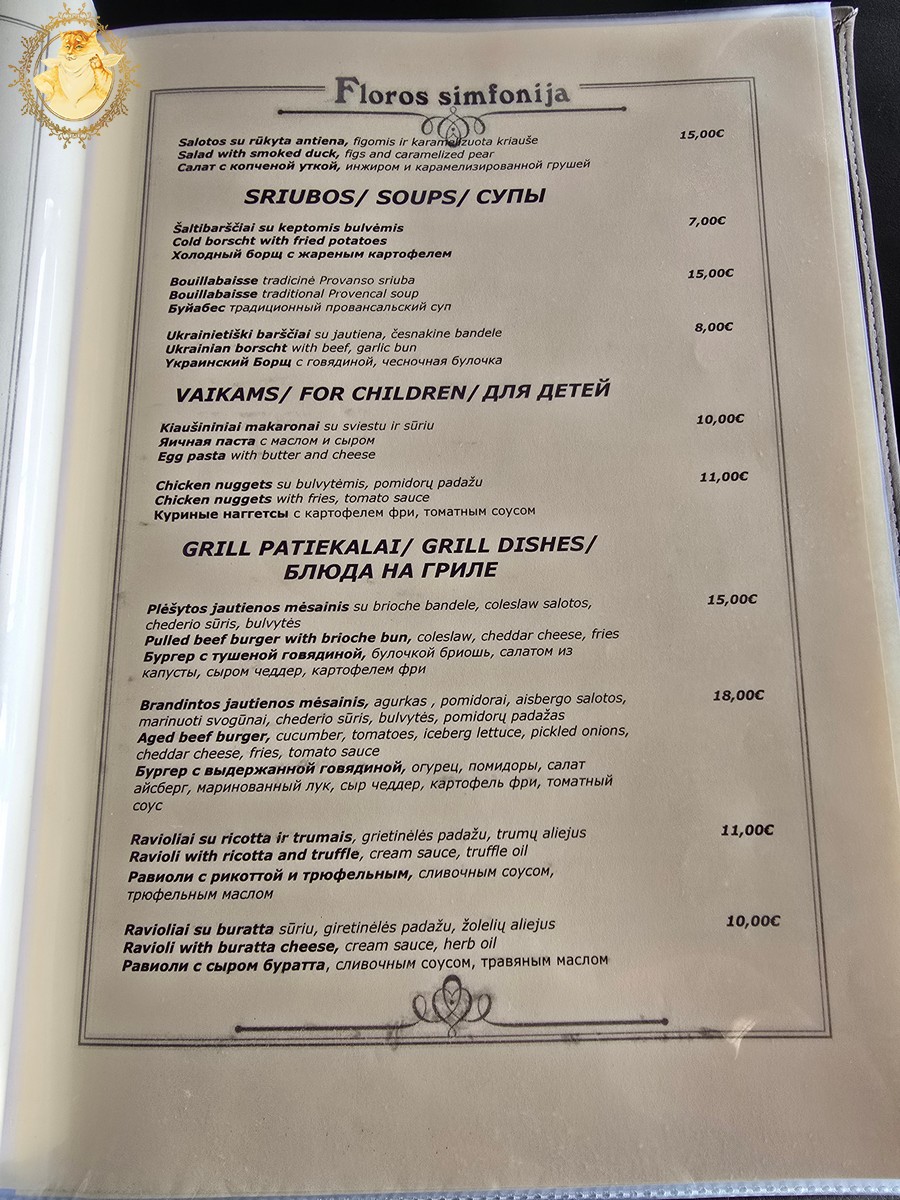 Floros simfonija
Salotos su rūkyta antiena, figomis ir karamelizuota kriauše 15,00€
Salad with smoked duck, figs and caramelized pear
Салат с копченой уткой, инжиром и карамелизированной грушей
SRIUBOS/ SOUPS/ СУПЫ
Šaltibarščiai su keptomis bulvėmis 7,00€
Cold borscht with fried potatoes
Холодный борщ с жареным картофелем
Bouillabaisse tradicinė Provanso sriuba 15,00€
Bouillabaisse traditional Provencal soup
Буйабес традиционный провансальский суп
Ukrainietiški barščiai su jautiena, česnakine bandele 8,00€
Ukrainian borscht with beef, garlic bun
Украинский Борщ с говядиной, чесночная булочка
VAIKAMS/ FOR CHILDREN/ ДЛЯ ДЕТЕЙ
Kiaušininiai makaronai su sviestu ir sūriu 10,00€
Яичная паста с маслом и сыром
Egg pasta with butter and cheese
Chicken nuggets su bulvytėmis, pomidorų padažu 11,00€
Chicken nuggets with fries, tomato sauce
Куриные наггетсы с картофелем фри, томатным соусом
GRILL PATIEKALAI/ GRILL DISHES/
БЛЮДА НА ГРИЛЕ
Plėšytos jautienos mėsainis su brioche bandele, coleslaw salotos, 15,00€
chederio sūris, bulvytės
Pulled beef burger with brioche bun, coleslaw, cheddar cheese, fries
Бургер с тушеной говядиной, булочкой бриошь, салатом из
капусты, сыром чеддер, картофелем фри
Brandintos jautienos mėsainis, agurkas , pomidorai, aisbergo salotos, 18,00€
marinuoti svogūnai, chederio sūris, bulvytės, pomidorų padažas
Aged beef burger, cucumber, tomatoes, iceberg lettuce, pickled onions,
cheddar cheese, fries, tomato sauce
Бургер с выдержанной говядиной, огурец, помидоры, салат
айсберг, маринованный лук, сыр чеддер, картофель фри, томатный
соус
Ravioliai su ricotta ir trumais, grietinėlės padažu, trumų aliejus 11,00€
Ravioli with ricotta and truffle, cream sauce, truffle oil
Равиоли с рикоттой и трюфельным, сливочным соусом,
трюфельным маслом
Ravioliai su buratta sūriu, giretinėlės padažu, žolelių aliejus 10,00€
Ravioli with buratta cheese, cream sauce, herb oil
Равиоли с сыром буратта, сливочным соусом, травяным маслом